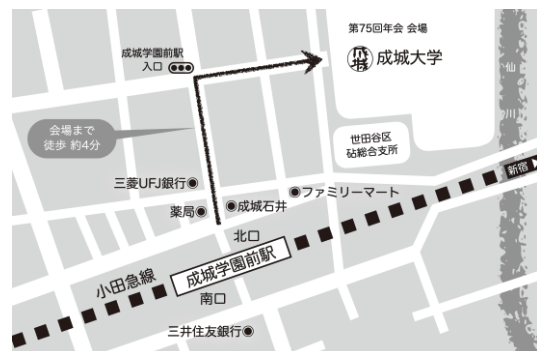 第75回年会 会場
成城大学
成城学園前駅
入口
仙川
会場まで
徒歩 約4分
世田谷区
砧総合支所
新宿
三菱UFJ銀行
ファミリーマート
薬局
成城石井
北口
成城学園前駅
小田急線
南口
三井住友銀行